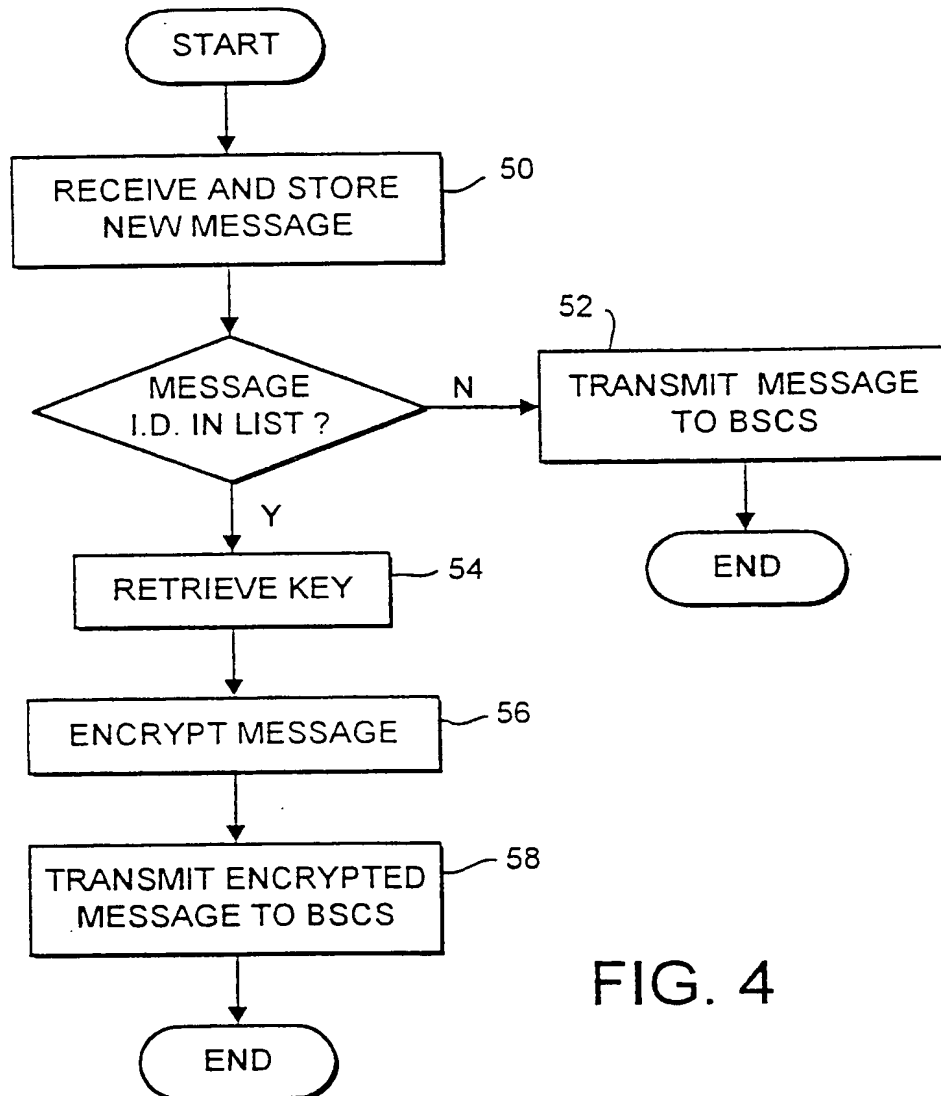 START
RECEIVE AND STORE
NEW MESSAGE
50
MESSAGE
I.D. IN LIST ?
N
52
TRANSMIT MESSAGE
TO BSCS
END
Y
RETRIEVE KEY
54
ENCRYPT MESSAGE
56
TRANSMIT ENCRYPTED
MESSAGE TO BSCS
58
END
FIG. 4